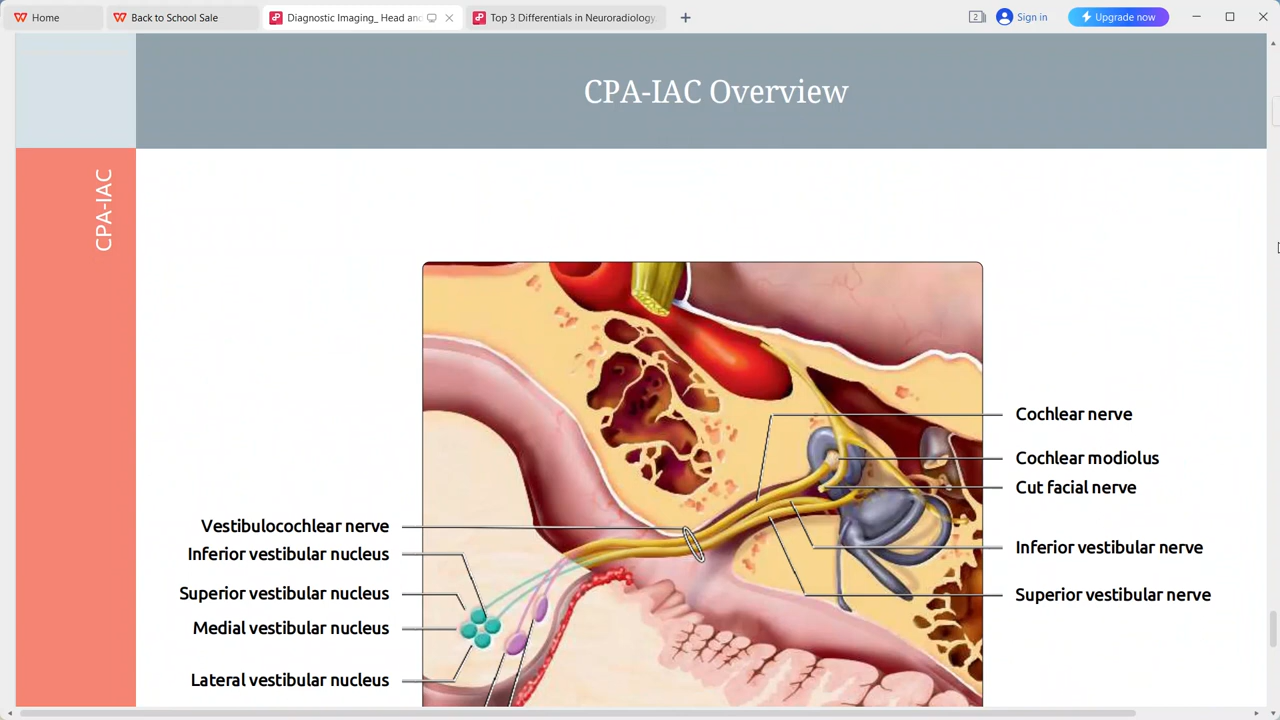 Home
Back to School Sale
Diagnostic Imaging_ Head and
Top 3 Differentials in Neuroradiology
2
Sign in
Upgrade now
CPA-IAC Overview
CPA-IAC
Cochlear nerve
Cochlear modiolus
Cut facial nerve
Vestibulocochlear nerve
Inferior vestibular nerve
Inferior vestibular nucleus
Superior vestibular nucleus
Superior vestibular nerve
Medial vestibular nucleus
Lateral vestibular nucleus